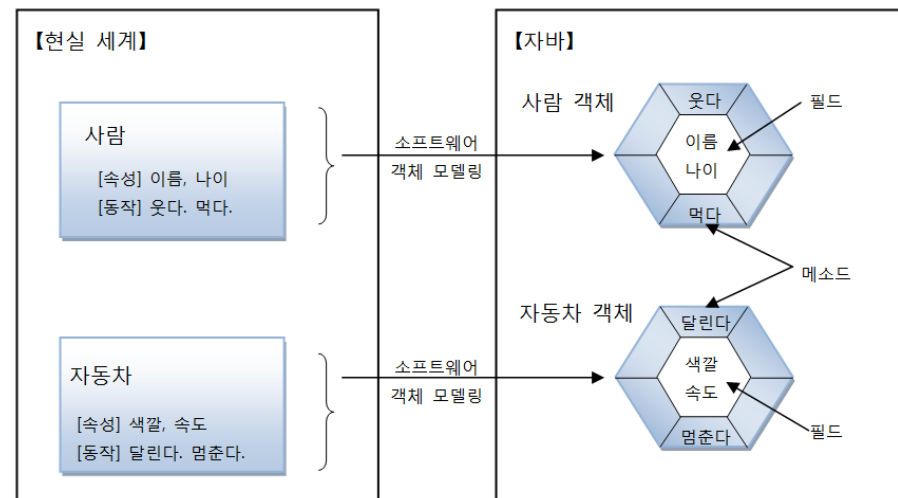 【현실 세계】
사람
[속성] 이름, 나이
[동작] 웃다. 먹다.
자동차
[속성] 색깔, 속도
[동작] 달린다. 멈춘다.
소프트웨어
객체 모델링
소프트웨어
객체 모델링
【자바】
사람 객체
웃다
이름
나이
먹다
필드
메소드
자동차 객체
달린다
색깔
속도
멈춘다
필드